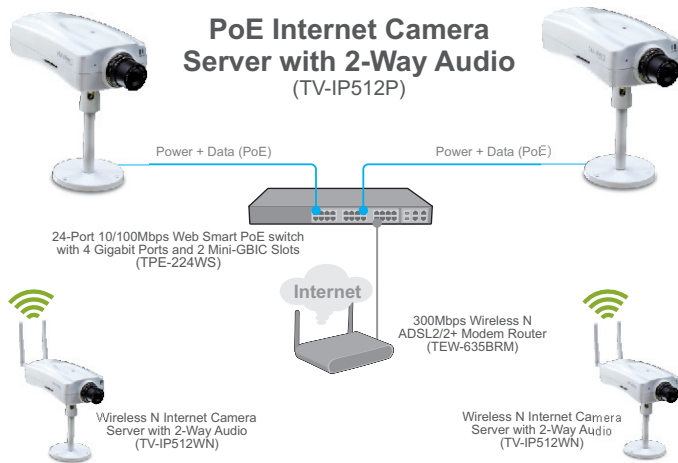 PoE Internet Camera
Server with 2-Way Audio
(TV-IP512P)
Power + Data (PoE)
Power + Data (PoE)
24-Port 10/100Mbps Web Smart PoE switch
with 4 Gigabit Ports and 2 Mini-GBIC Slots
(TPE-224WS)
Internet
300Mbps Wireless N
ADSL2/2+ Modem Router
(TEW-635BRM)
Wireless N Internet Camera
Server with 2-Way Audio
(TV-IP512WN)
Wireless N Internet Camera
Server with 2-Way Audio
(TV-IP512WN)